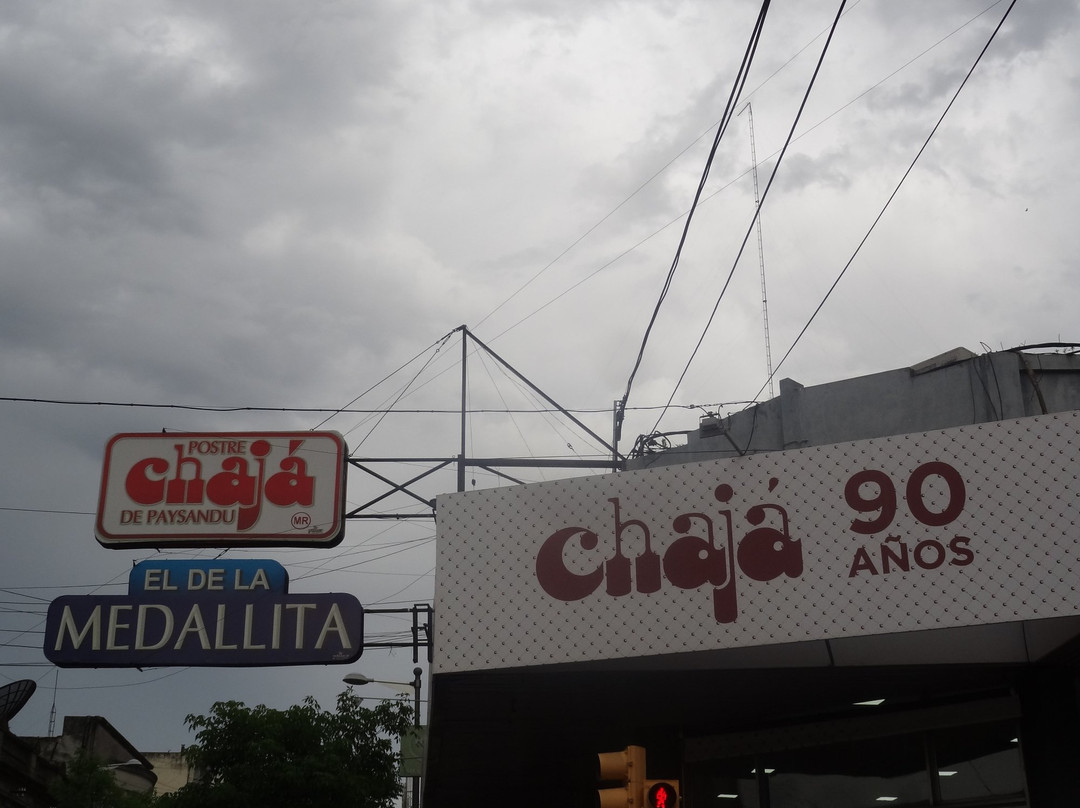 POSTRE
chajá
DE PAYSANDU
MR
EL DE LA
MEDALLITA
chajá
90
AÑOS